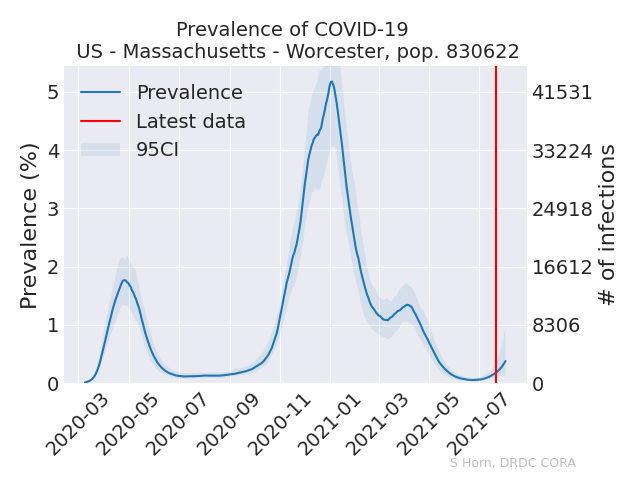 Prevalence of COVID-19
US - Massachusetts - Worcester, pop. 830622
Prevalence
Latest data
95CI
Prevalence (%)
5
4
3
2
1
0
41531
33224
24918
16612
8306
0
# of infections
2020-03
2020-05
2020-07
2020-09
2020-11
2021-01
2021-03
2021-05
2021-07
S Horn, DRDC CORA